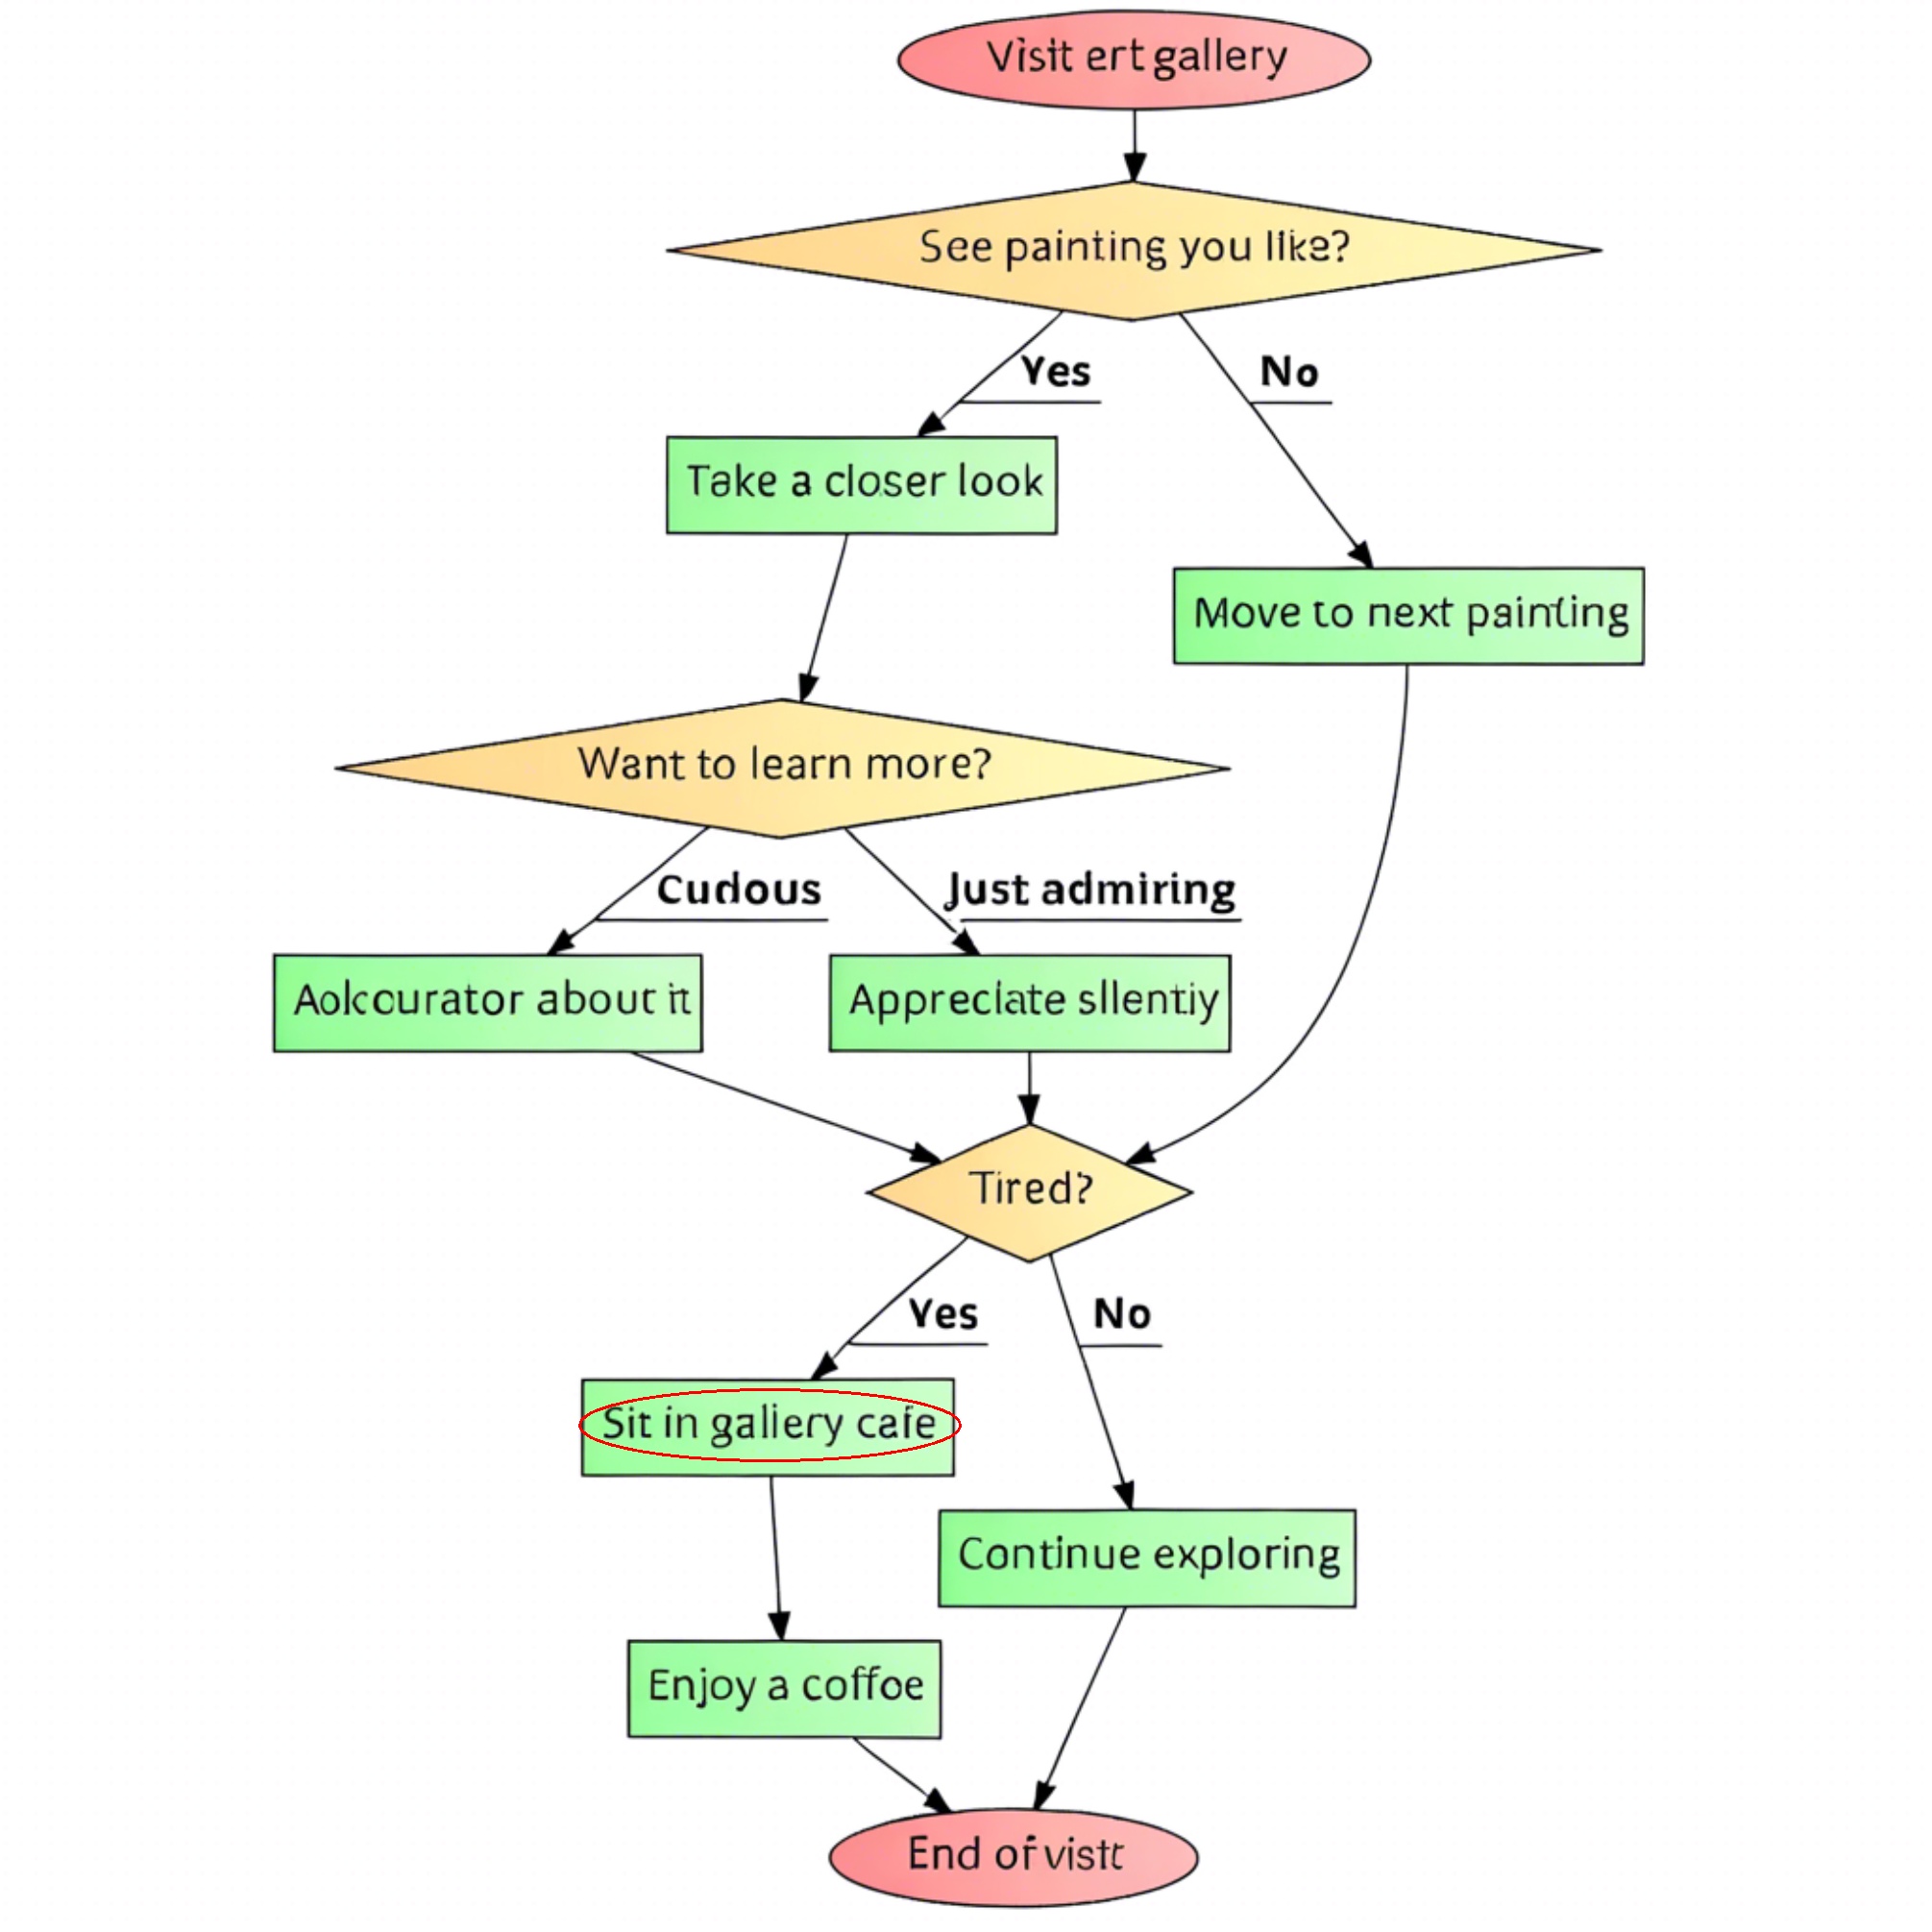 Visit ert gallery
See painting you like?
Yes
No
Take a closer look
Move to next painting
Want to learn more?
Cudous
Just admiring
Aokcurator about it
Appreciate sllentiy
Tired?
Yes
No
Sit in gallery cafe
Continue exploring
Enjoy a coffoe
End of vistt